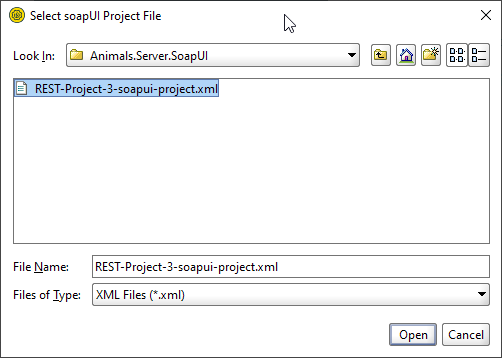 Select soapUI Project File
Look In: Animals.Server.SoapUI
REST-Project-3-soapui-project.xml
File Name: REST-Project-3-soapui-project.xml
Files of Type: XML Files (*.xml)
Open Cancel